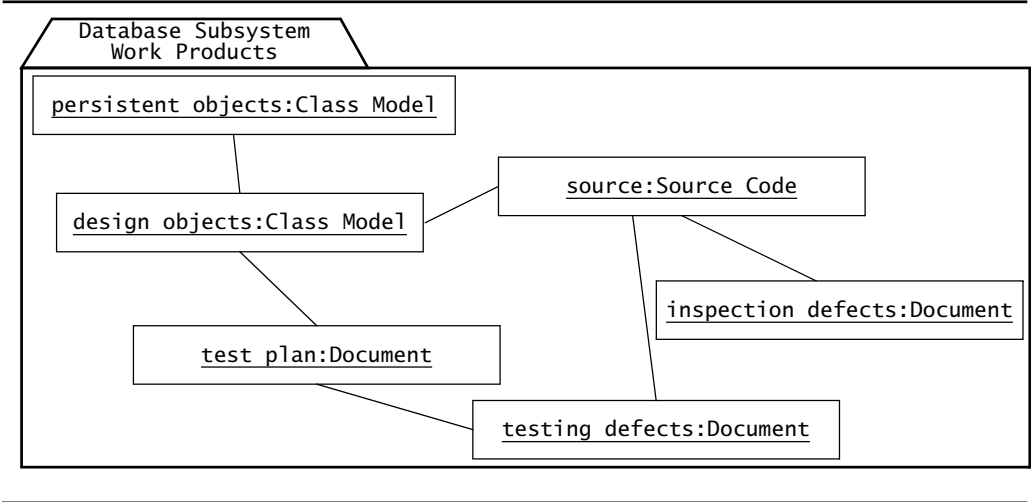 Database Subsystem
Work Products
persistent objects:Class Model
source:Source Code
design objects:Class Model
inspection defects:Document
test plan:Document
testing defects:Document